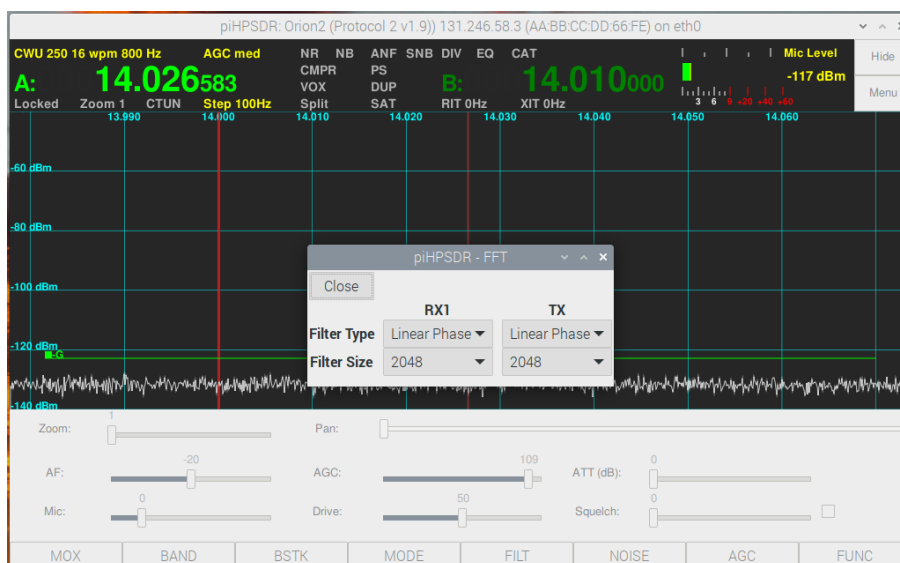 piHPSDR: Orion2 (Protocol 2 v1.9)) 131.246.58.3 (AA:BB:CC:DD:66:FE) on eth0
CWU 250 16 wpm 800 Hz AGC med NR NB ANF SNB DIV EQ CAT Mic Level Hide
CMPR PS
A: 14.026583 VOX DUP B: 14.010000 -117 dBm Menu
Locked Zoom 1 CTUN Step 100Hz Split SAT RIT 0Hz XIT 0Hz 3 6 9 +20 +40 +60
13.990 14.000 14.010 14.020 14.030 14.040 14.050 14.060
-60 dBm
-80 dBm
piHPSDR - FFT
Close
-100 dBm
RX1 TX
Filter Type Linear Phase Linear Phase
-120 dBm
-G
Filter Size 2048 2048
-140 dBm
1
Zoom: Pan:
-20 109 0
AF: AGC: ATT (dB):
0 50 0
Mic: Drive: Squelch:
MOX BAND BSTK MODE FILT NOISE AGC FUNC